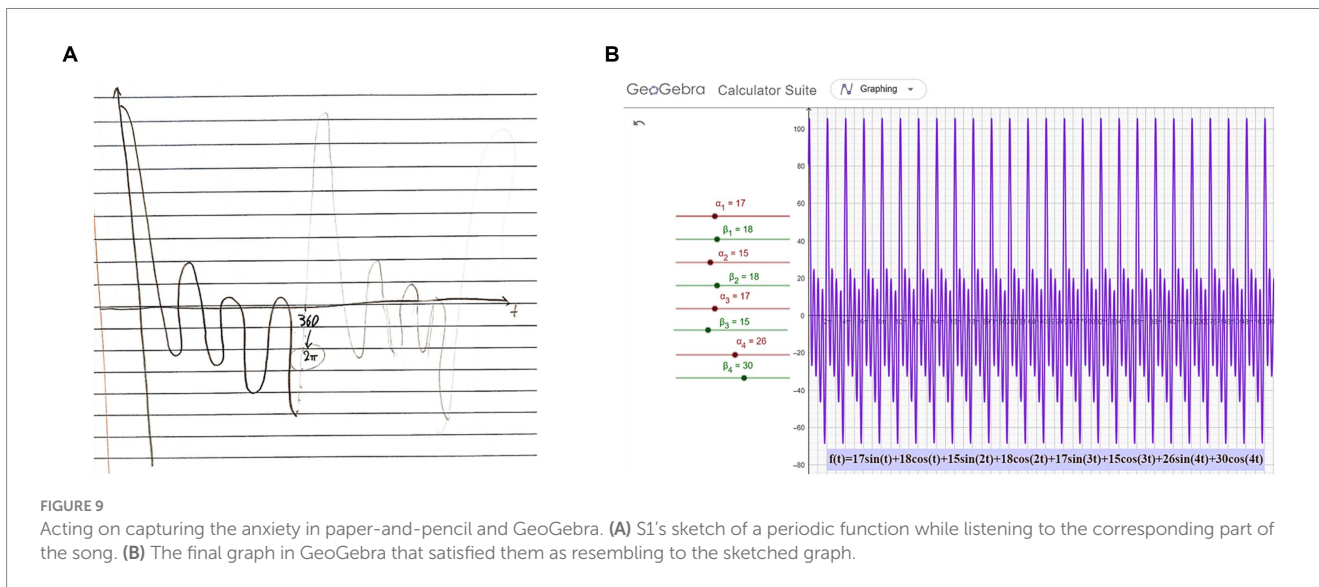 A
B
GeoGebra Calculator Suite Graphing
100
80
60
40
20
0
−20
−40
−60
−80
α1 = 17
β1 = 18
α2 = 15
β2 = 18
α3 = 17
β3 = 15
α4 = 26
β4 = 30
360
2π
t
f(t)=17sin(t)+18cos(t)+15sin(2t)+18cos(2t)+17sin(3t)+15cos(3t)+26sin(4t)+30cos(4t)
FIGURE 9
Acting on capturing the anxiety in paper-and-pencil and GeoGebra. (A) S1's sketch of a periodic function while listening to the corresponding part of
the song. (B) The final graph in GeoGebra that satisfied them as resembling to the sketched graph.